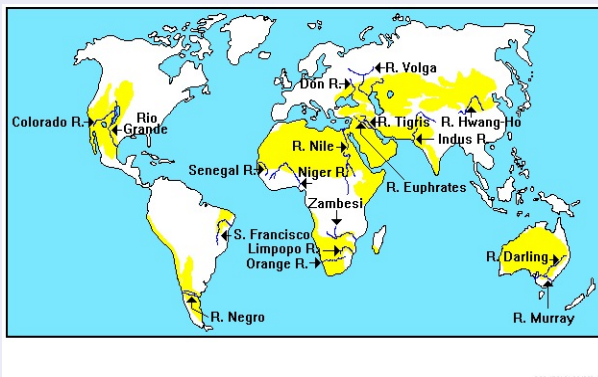 R. Volga
Don R.
Colorado R.
Rio
Grande
R. Tigris
R. Hwang-Ho
Indus R
R. Nile
Senegal R.
Niger R.
R. Euphrates
Zambesi
S. Francisco
Limpopo R.
Orange R.
R. Darling
R. Negro
R. Murray